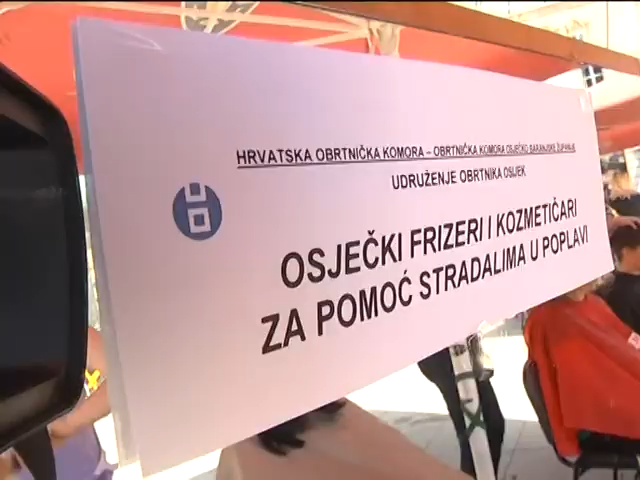 HRVATSKA OBRTNIČKA KOMORA – OBRTNIČKA KOMORA OSJEČKO BARANJSKE ŽUPANIJE
UDRUŽENJE OBRTNIKA OSIJEK
OSJEČKI FRIZERI I KOZMETIČARI
ZA POMOĆ STRADALIMA U POPLAVI